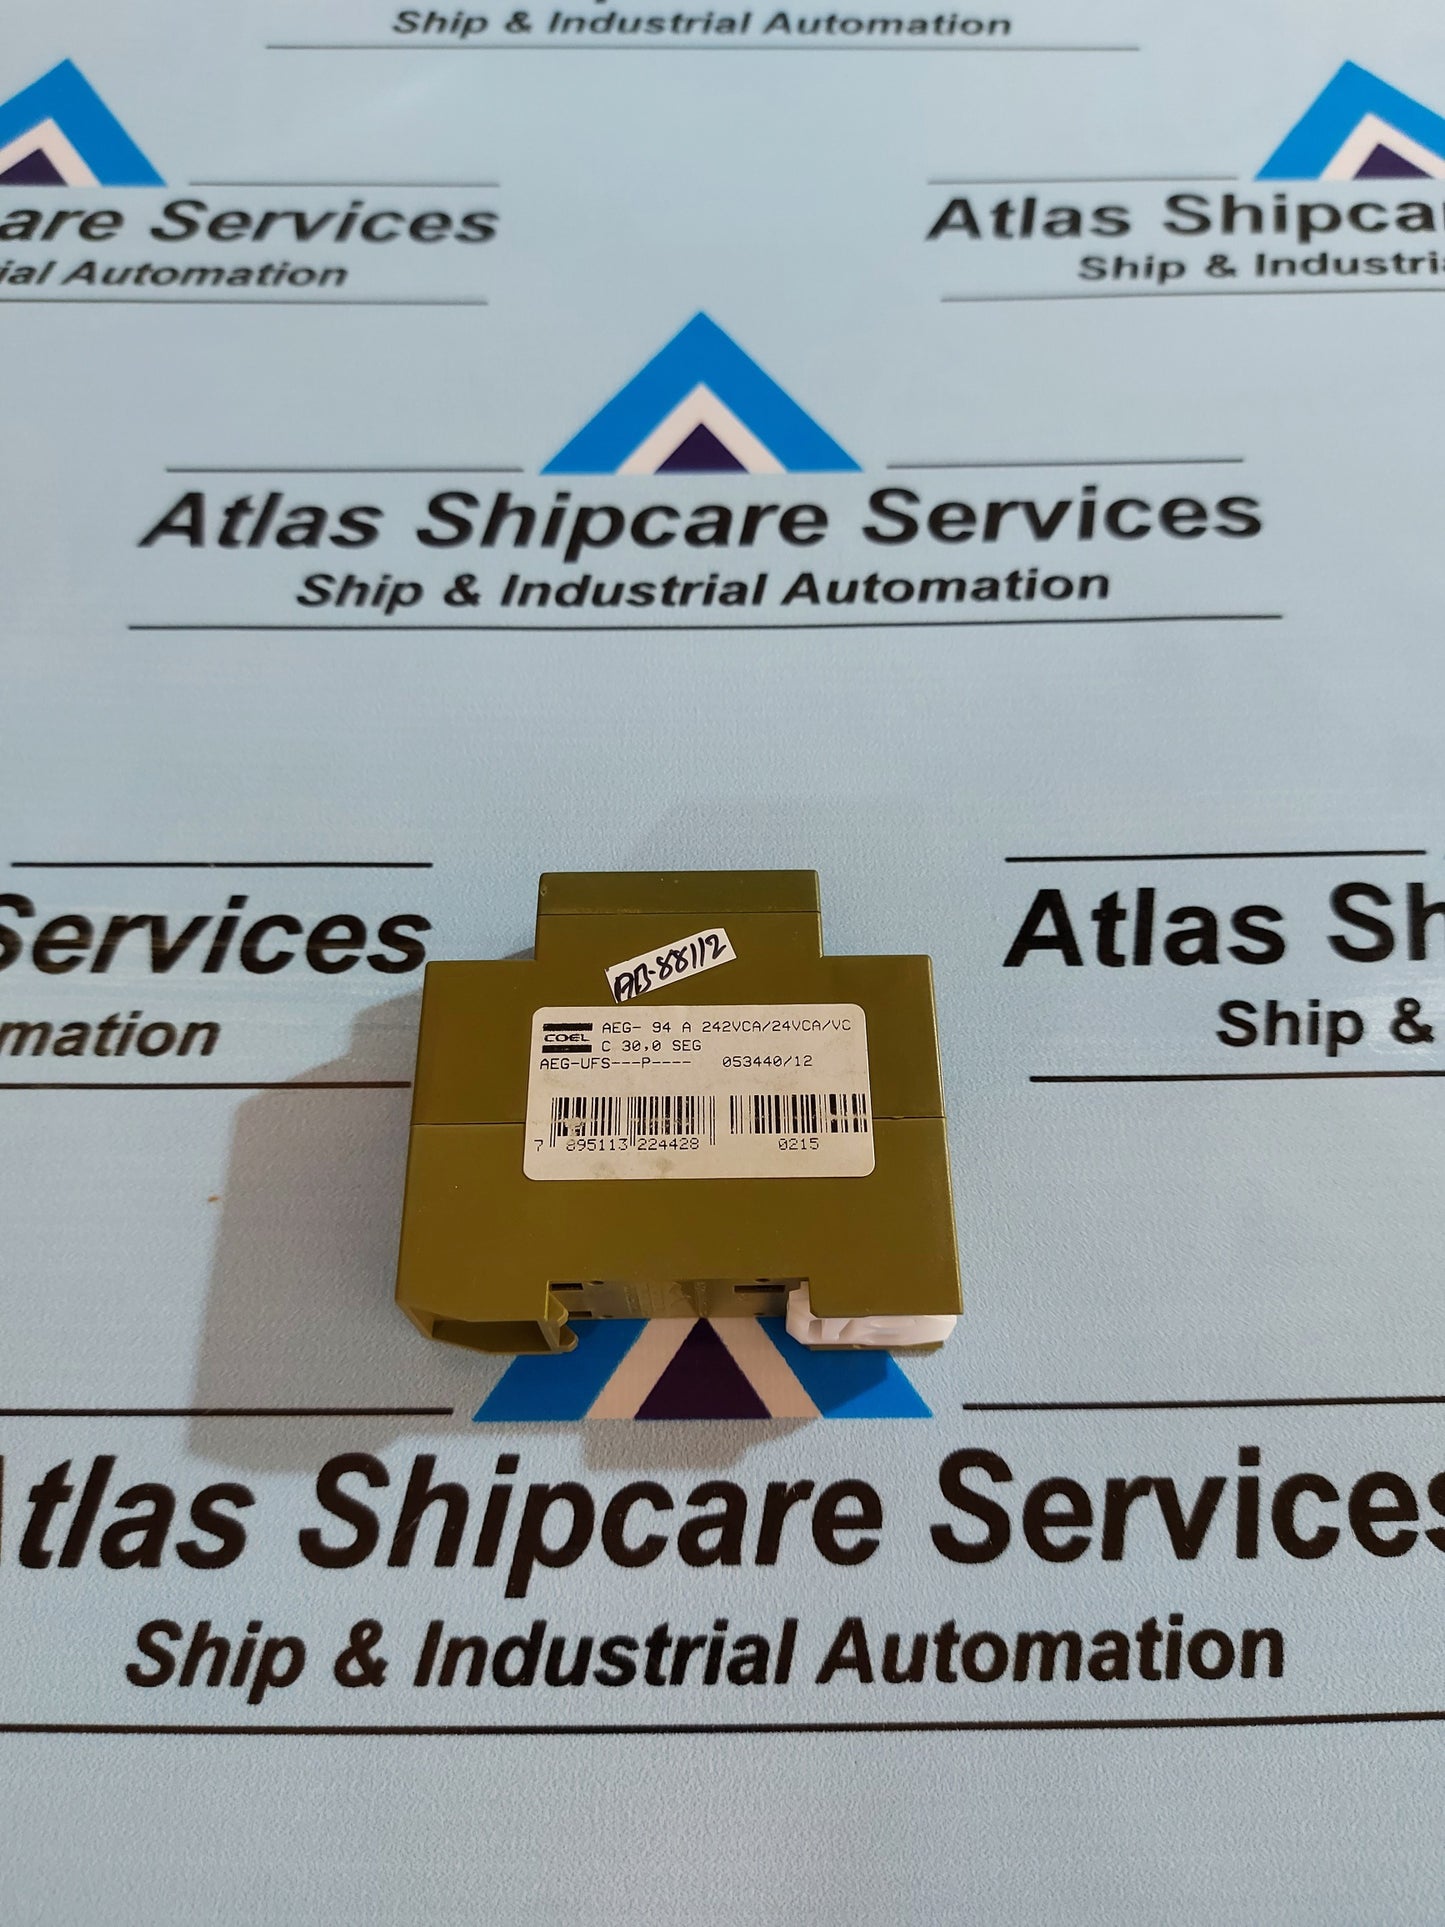 Ship & Industrial Automation
are Services
ial Automation
Atlas Shipca
Ship & Industri
Atlas Shipcare Services
Ship & Industrial Automation
Services
mation
Atlas Sh
Ship &
AB-88112
COEL
AEG- 94 A 242VCA/24VCA/VC
C 30,0 SEG
AEG-UFS---P---- 053440/12
7 895113 224428 0215
tlas Shipcare Services
Ship & Industrial Automation